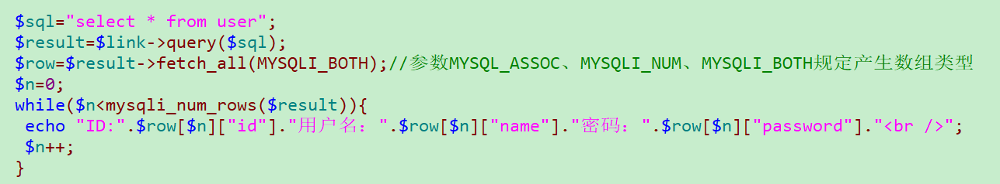 $sql="select * from user";
$result=$link->query($sql);
$row=$result->fetch_all(MYSQLI_BOTH);//参数MYSQL_ASSOC、MYSQLI_NUM、MYSQLI_BOTH规定产生数组类型
$n=0;
while($n<mysqli_num_rows($result)){
 echo "ID:".$row[$n]["id"]."用户名：".$row[$n]["name"]."密码：".$row[$n]["password"]."<br />";
 $n++;
}